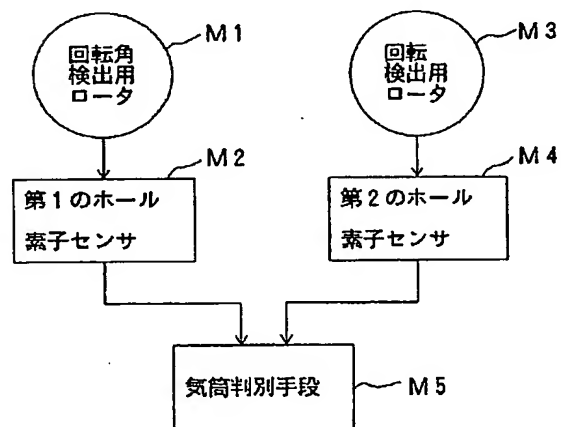 回転角
検出用
ロータ
M1
回転
検出用
ロータ
M3
第1のホール
素子センサ
M2
第2のホール
素子センサ
M4
気筒判別手段
M5